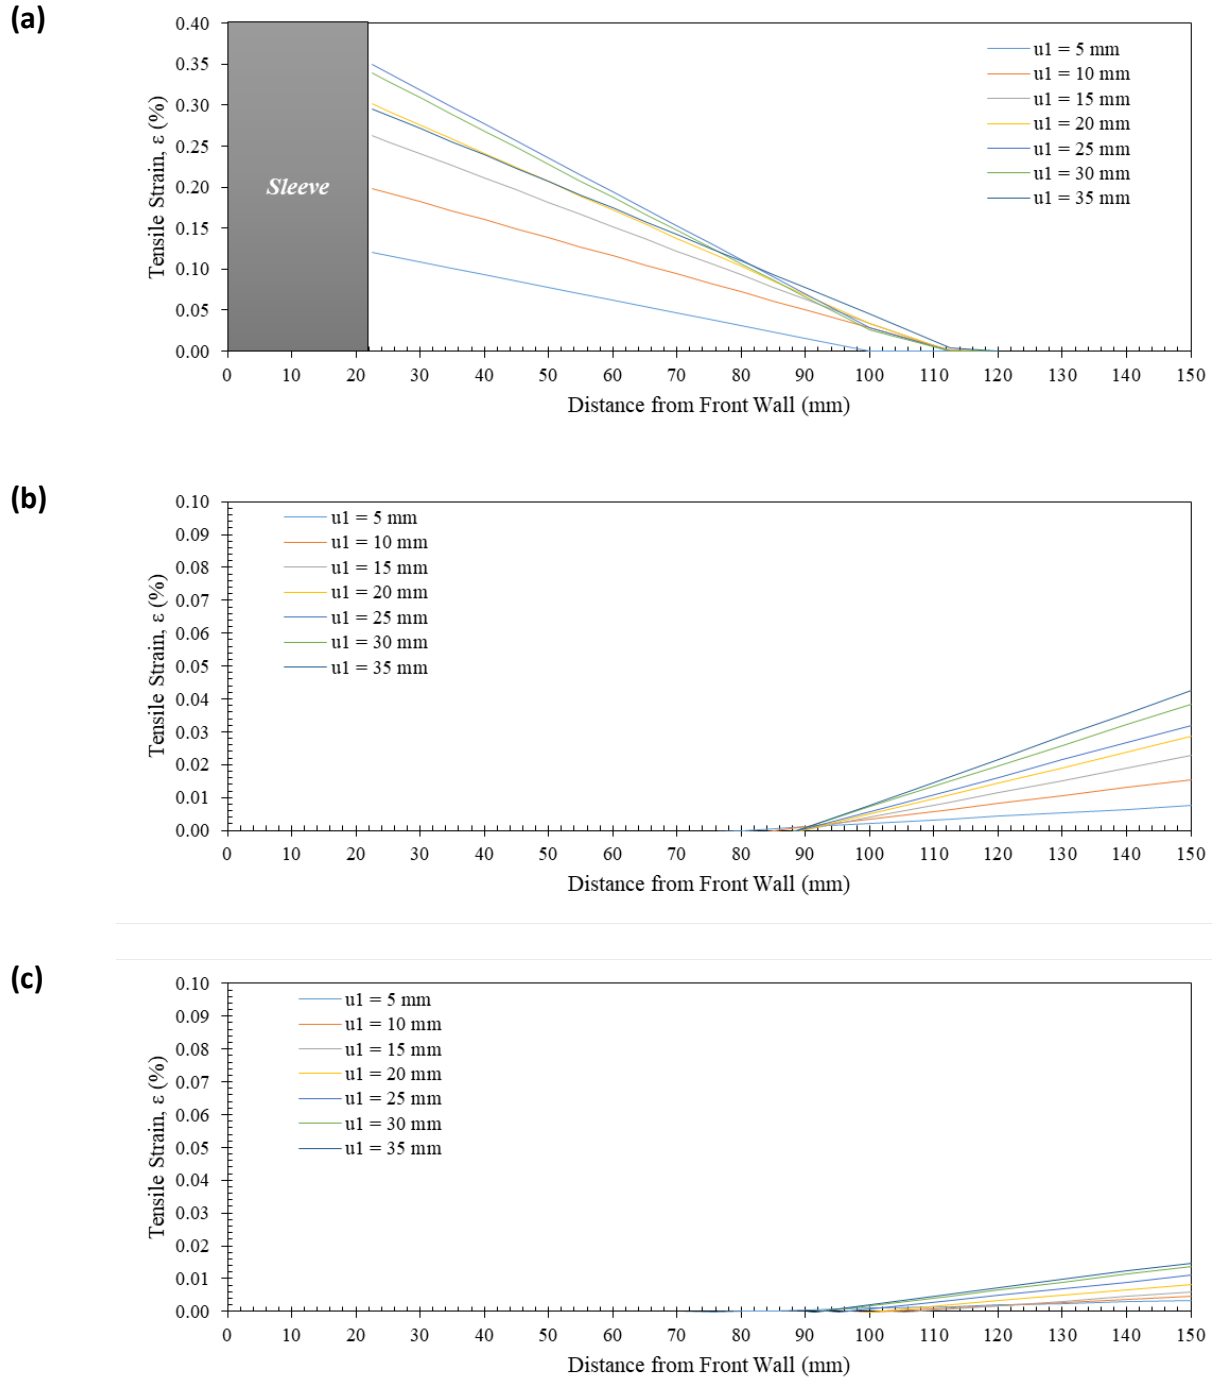 (a)
0.40
0.35
0.30
0.25
0.20
0.15
0.10
0.05
0.00
Tensile Strain, ε (%)
Sleeve
u1 = 5 mm
u1 = 10 mm
u1 = 15 mm
u1 = 20 mm
u1 = 25 mm
u1 = 30 mm
u1 = 35 mm
0 10 20 30 40 50 60 70 80 90 100 110 120 130 140 150
Distance from Front Wall (mm)
(b)
0.10
0.09
0.08
0.07
0.06
0.05
0.04
0.03
0.02
0.01
0.00
Tensile Strain, ε (%)
u1 = 5 mm
u1 = 10 mm
u1 = 15 mm
u1 = 20 mm
u1 = 25 mm
u1 = 30 mm
u1 = 35 mm
0 10 20 30 40 50 60 70 80 90 100 110 120 130 140 150
Distance from Front Wall (mm)
(c)
0.10
0.09
0.08
0.07
0.06
0.05
0.04
0.03
0.02
0.01
0.00
Tensile Strain, ε (%)
u1 = 5 mm
u1 = 10 mm
u1 = 15 mm
u1 = 20 mm
u1 = 25 mm
u1 = 30 mm
u1 = 35 mm
0 10 20 30 40 50 60 70 80 90 100 110 120 130 140 150
Distance from Front Wall (mm)